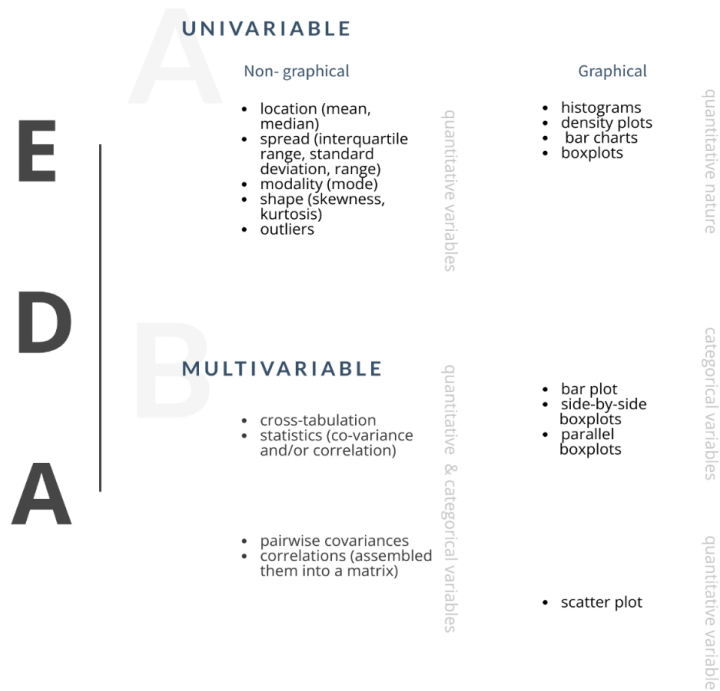 A
UNIVARIABLE
Non- graphical
Graphical
• location (mean,
median)
• spread (interquartile
range, standard
deviation, range)
• modality (mode)
• shape (skewness,
kurtosis)
• outliers
quantitative variables
• histograms
• density plots
• bar charts
• boxplots
quantitative nature
E
D
A
B
MULTIVARIABLE
• cross-tabulation
• statistics (co-variance
and/or correlation)
• pairwise covariances
• correlations (assembled
them into a matrix)
quantitative & categorical variables
• bar plot
• side-by-side
boxplots
• parallel
boxplots
categorical variables
• scatter plot
quantitative variable